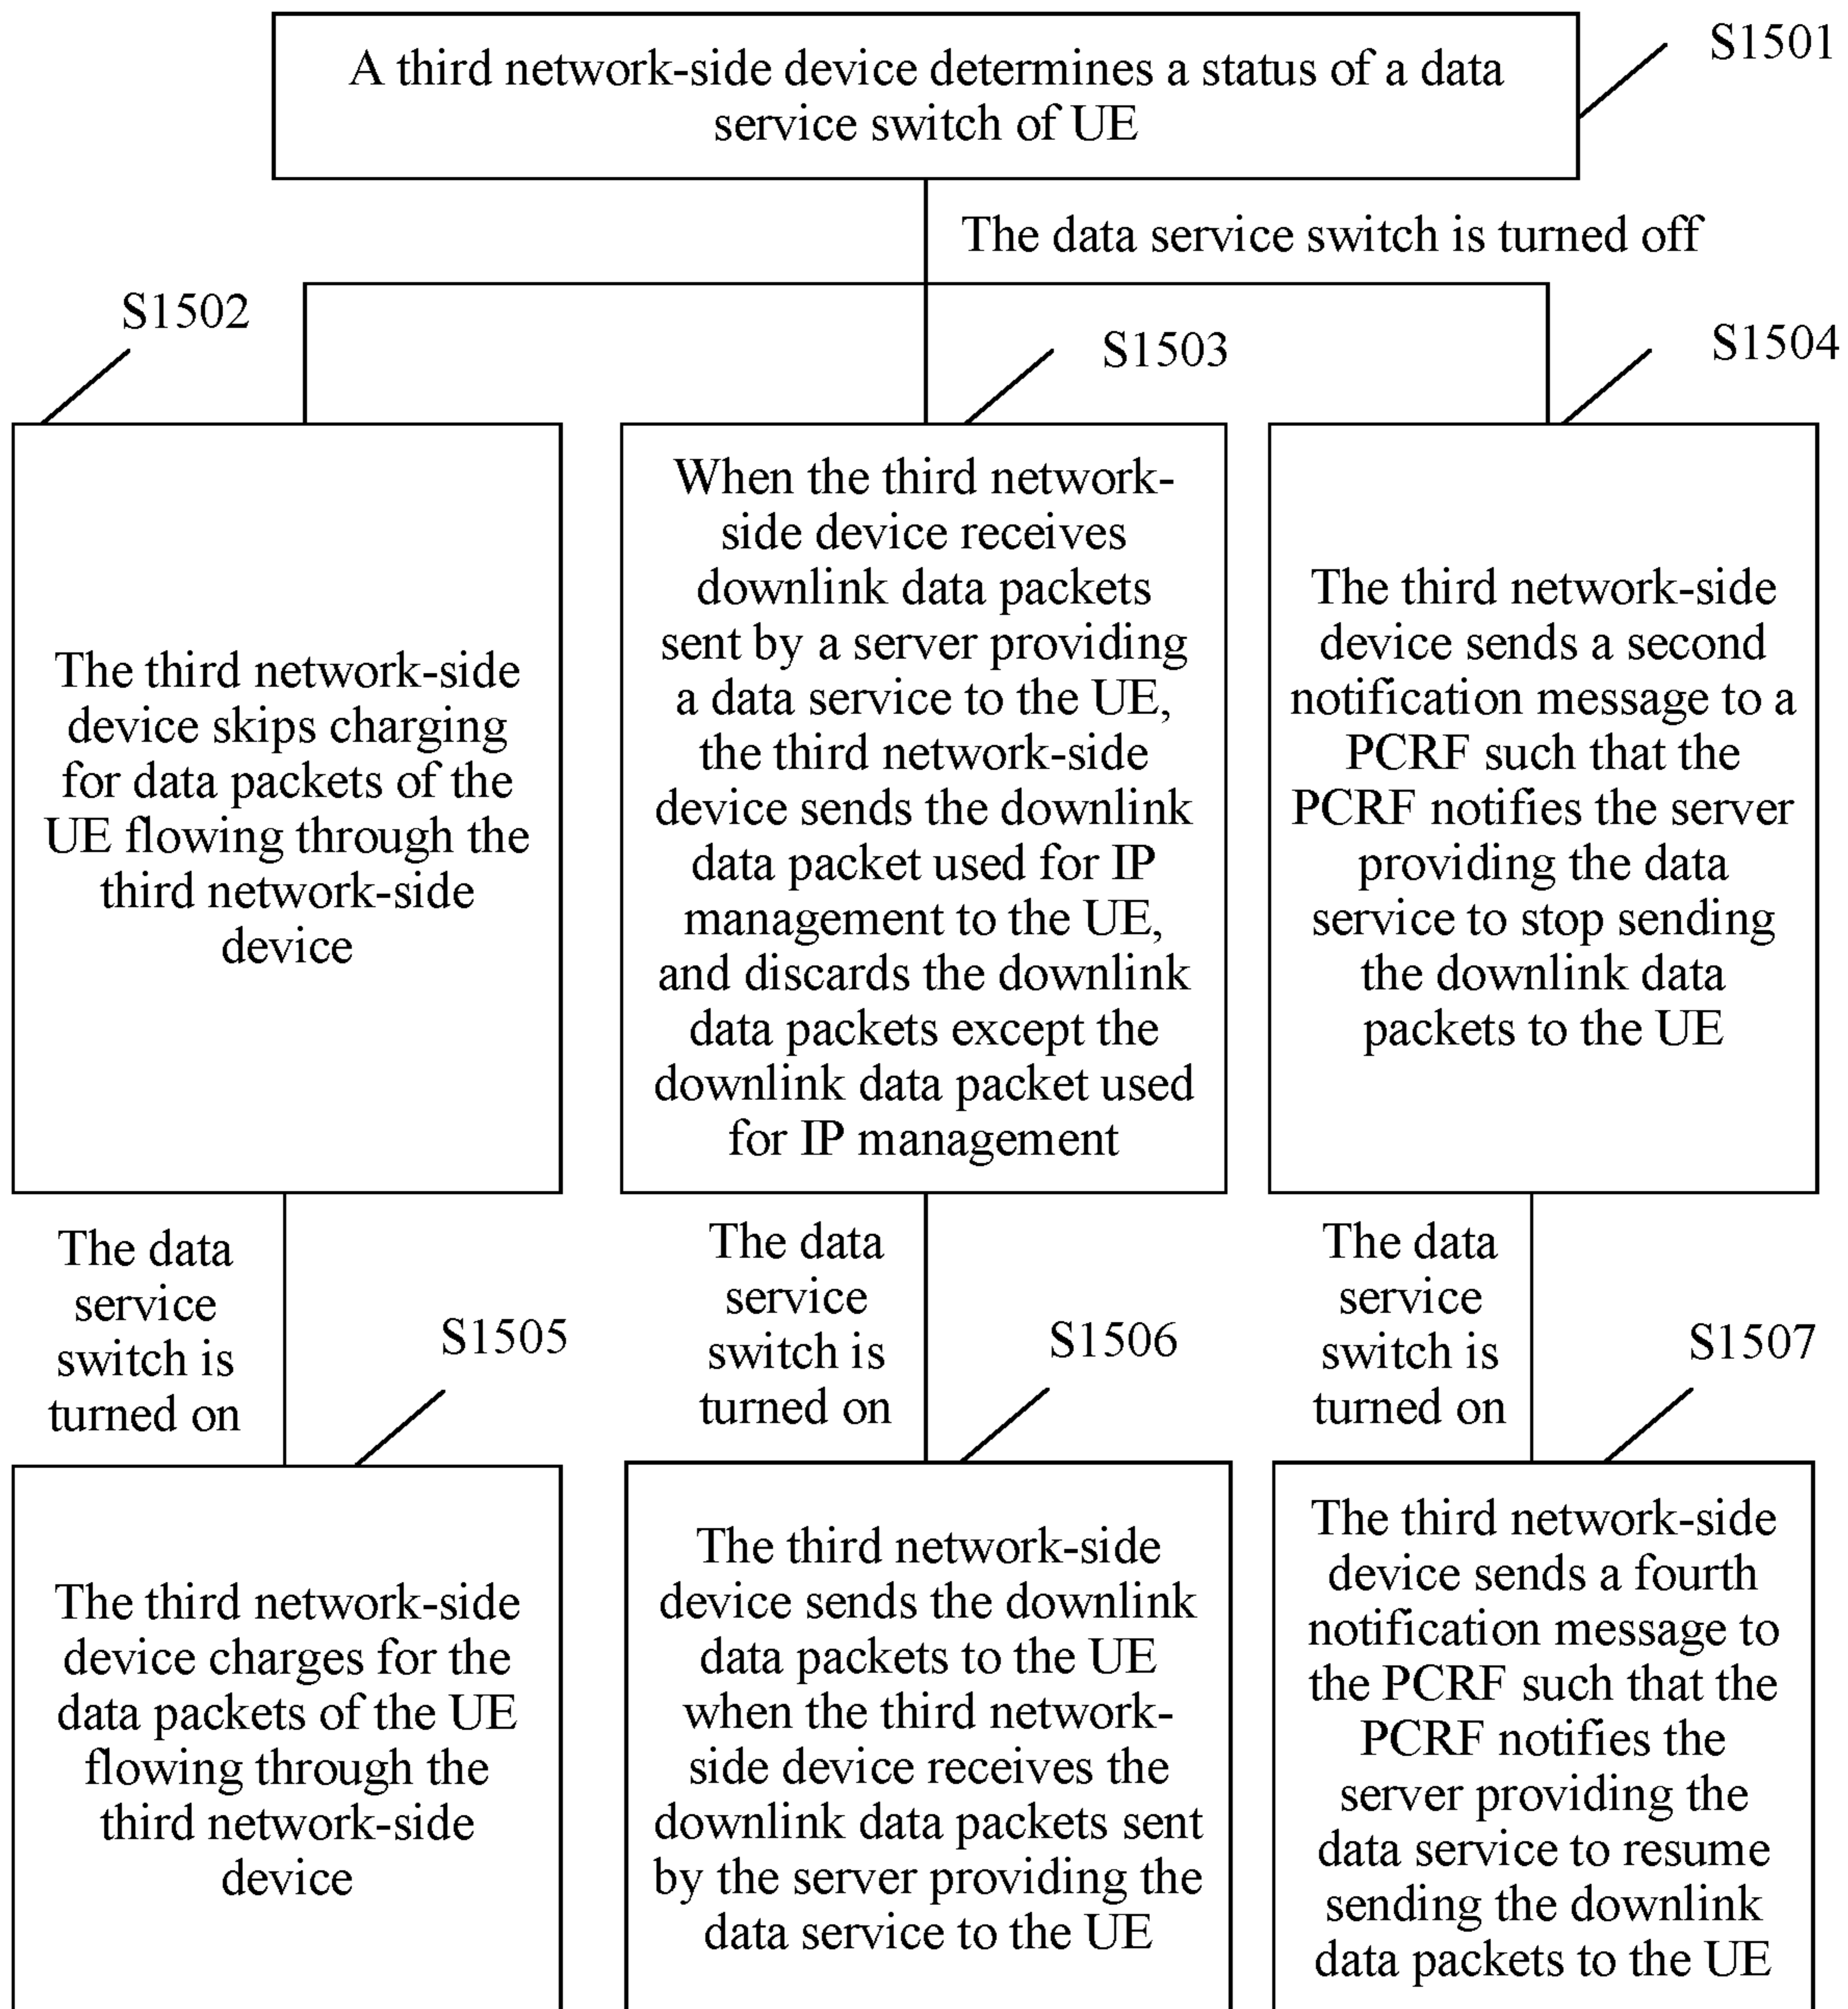 A third network-side device determines a status of a data
service switch of UE
S1501
The data service switch is turned off
S1502
S1503
S1504
The third network-side
device skips charging
for data packets of the
UE flowing through the
third network-side
device
When the third network-
side device receives
downlink data packets
sent by a server providing
a data service to the UE,
the third network-side
device sends the downlink
data packet used for IP
management to the UE,
and discards the downlink
data packets except the
downlink data packet used
for IP management
The third network-side
device sends a second
notification message to a
PCRF such that the
PCRF notifies the server
providing the data
service to stop sending
the downlink data
packets to the UE
The data
service
switch is
turned on
S1505
The data
service
switch is
turned on
S1506
The data
service
switch is
turned on
S1507
The third network-side
device charges for the
data packets of the UE
flowing through the
third network-side
device
The third network-side
device sends the downlink
data packets to the UE
when the third network-
side device receives the
downlink data packets sent
by the server providing the
data service to the UE
The third network-side
device sends a fourth
notification message to
the PCRF such that the
PCRF notifies the
server providing the
data service to resume
sending the downlink
data packets to the UE